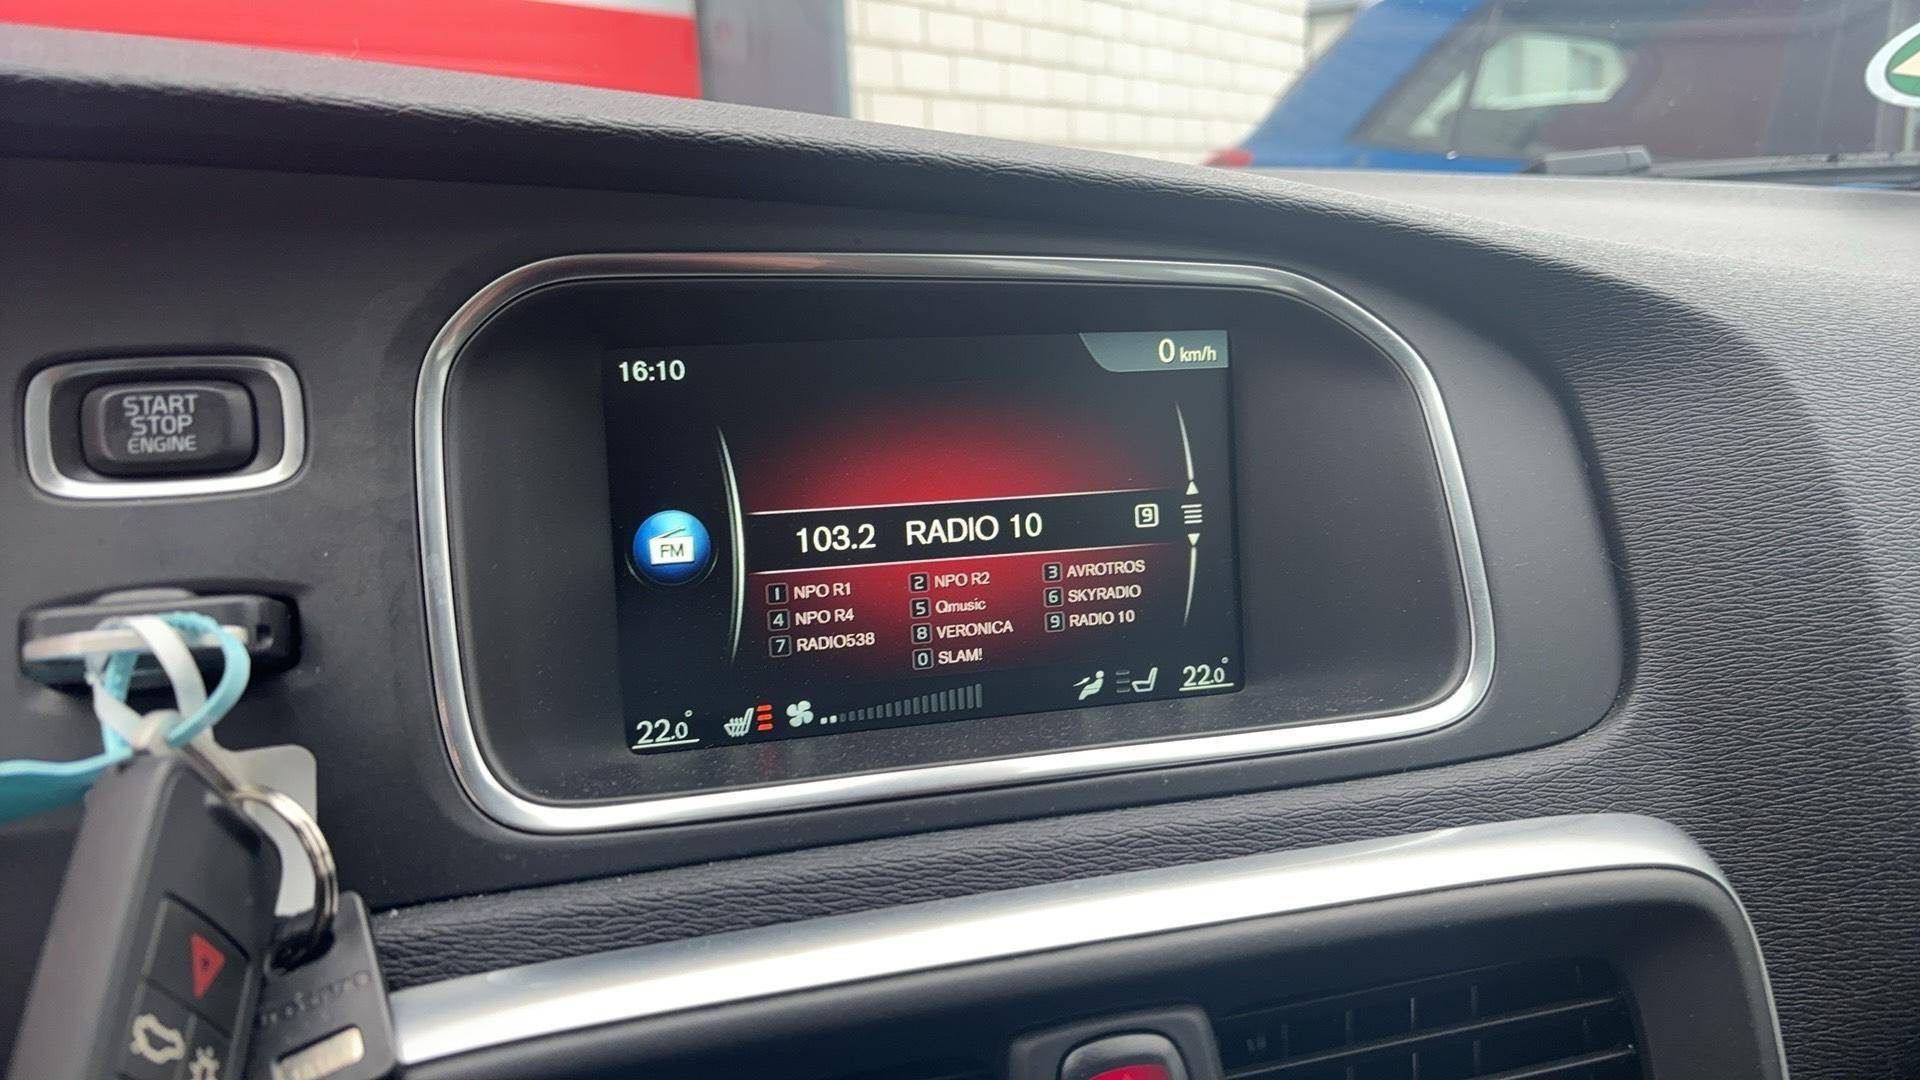 START
STOP
ENGINE
16:10
0 km/h
FM
103.2 RADIO 10 9
1 NPO R1 2 NPO R2 3 AVROTROS
4 NPO R4 5 Qmusic 6 SKYRADIO
7 RADIO538 8 VERONICA 9 RADIO 10
0 SLAM!
22.0° 22.0°